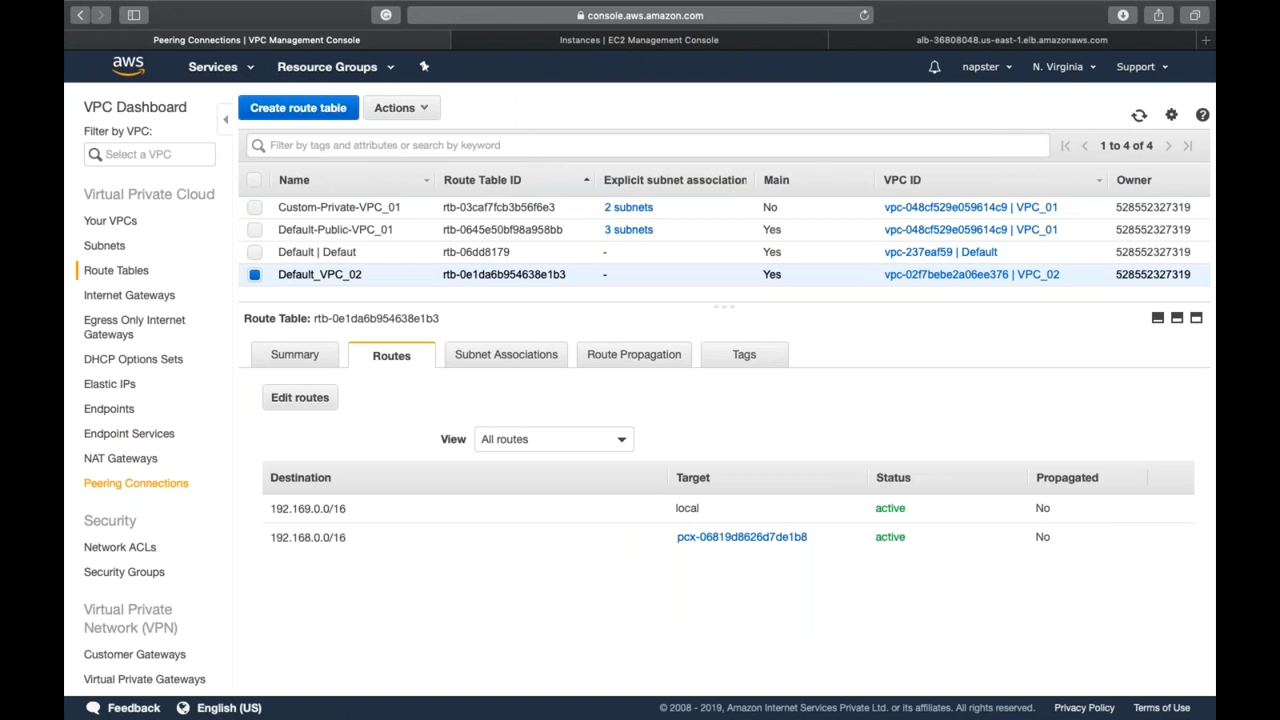 console.aws.amazon.com
Peering Connections | VPC Management Console
Instances | EC2 Management Console
alb-36808048.us-east-1.elb.amazonaws.com
aws
Services
Resource Groups
napster
N. Virginia
Support
VPC Dashboard
Filter by VPC:
Select a VPC
Virtual Private Cloud
Your VPCs
Subnets
Route Tables
Internet Gateways
Egress Only Internet
Gateways
DHCP Options Sets
Elastic IPs
Endpoints
Endpoint Services
NAT Gateways
Peering Connections
Security
Network ACLs
Security Groups
Virtual Private
Network (VPN)
Customer Gateways
Virtual Private Gateways
Create route table
Actions
Filter by tags and attributes or search by keyword
1 to 4 of 4
Name Route Table ID Explicit subnet association Main VPC ID Owner
Custom-Private-VPC_01 rtb-03caf7fcb3b56f6e3 2 subnets No vpc-048cf529e059614c9 | VPC_01 528552327319
Default-Public-VPC_01 rtb-0645e50bf98a958bb 3 subnets Yes vpc-048cf529e059614c9 | VPC_01 528552327319
Default | Defaut rtb-06dd8179 - Yes vpc-237eaf59 | Default 528552327319
Default_VPC_02 rtb-0e1da6b954638e1b3 - Yes vpc-02f7bebe2a06ee376 | VPC_02 528552327319
Route Table: rtb-0e1da6b954638e1b3
Summary
Routes
Subnet Associations
Route Propagation
Tags
Edit routes
View All routes
Destination Target Status Propagated
192.169.0.0/16 local active No
192.168.0.0/16 pcx-06819d8626d7de1b8 active No
Feedback
English (US)
© 2008 - 2019, Amazon Internet Services Private Ltd. or its affiliates. All rights reserved.
Privacy Policy
Terms of Use